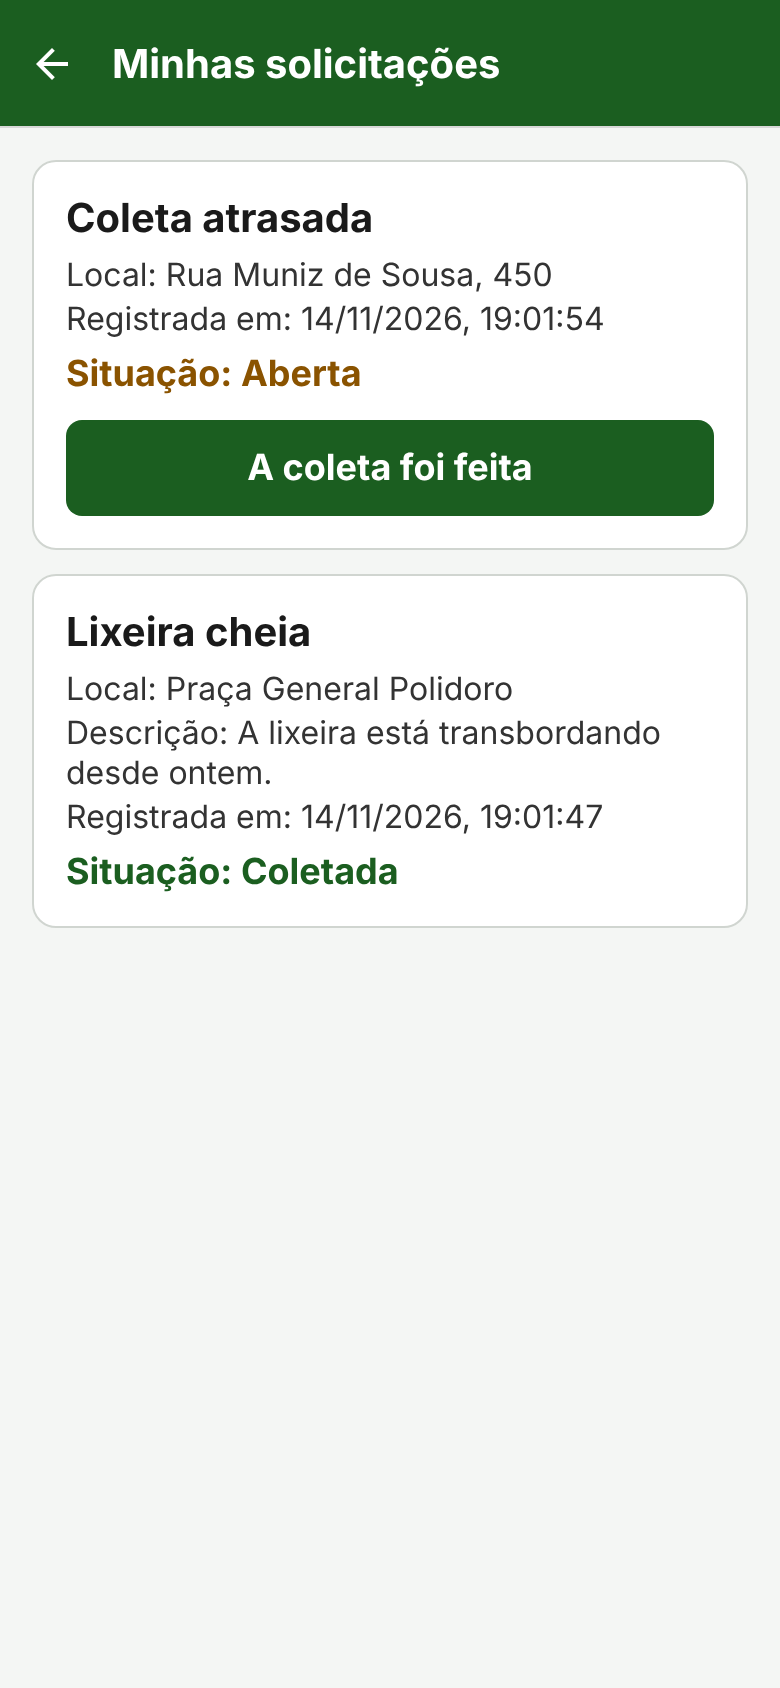 Minhas solicitações
Coleta atrasada
Local: Rua Muniz de Sousa, 450
Registrada em: 14/11/2026, 19:01:54
Situação: Aberta
A coleta foi feita
Lixeira cheia
Local: Praça General Polidoro
Descrição: A lixeira está transbordando
desde ontem.
Registrada em: 14/11/2026, 19:01:47
Situação: Coletada